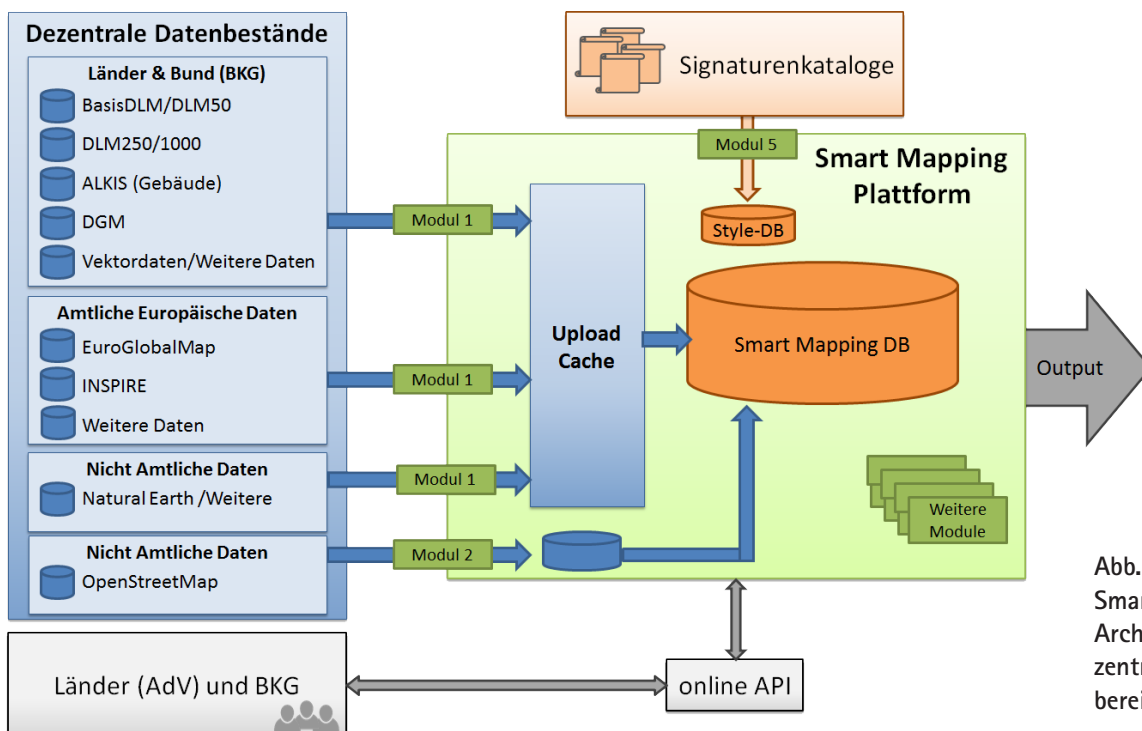 Dezentrale Datenbestände
Länder & Bund (BKG)
BasisDLM/DLM50
DLM250/1000
ALKIS (Gebäude)
DGM
Vektordaten/Weitere Daten
Amtliche Europäische Daten
EuroGlobalMap
INSPIRE
Weitere Daten
Nicht Amtliche Daten
Natural Earth /Weitere
Nicht Amtliche Daten
OpenStreetMap
Modul 1
Modul 1
Modul 1
Modul 2
Signaturenkataloge
Modul 5
Smart Mapping
Plattform
Style-DB
Upload
Cache
Smart Mapping DB
Weitere
Module
Output
Länder (AdV) und BKG
online API
Abb.
Smar
Arch
zentr
berei